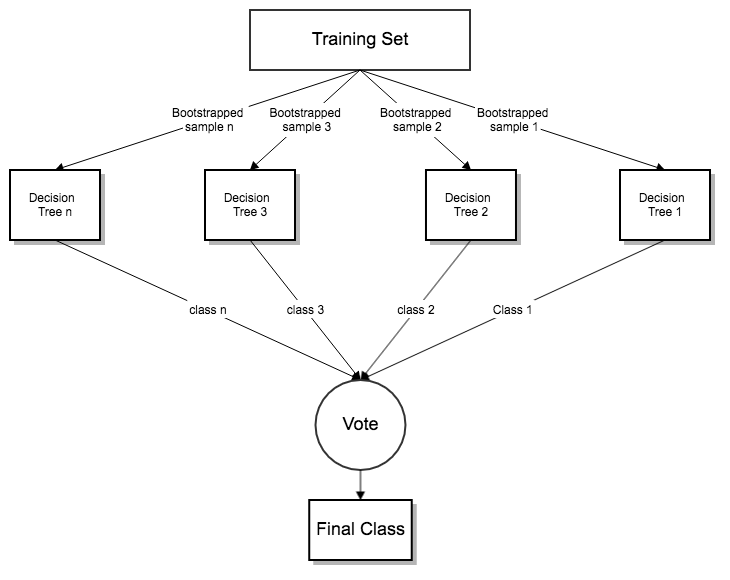 Training Set
Bootstrapped
sample n
Bootstrapped
sample 3
Bootstrapped
sample 2
Bootstrapped
sample 1
Decision
Tree n
Decision
Tree 3
Decision
Tree 2
Decision
Tree 1
class n
class 3
class 2
Class 1
Vote
Final Class